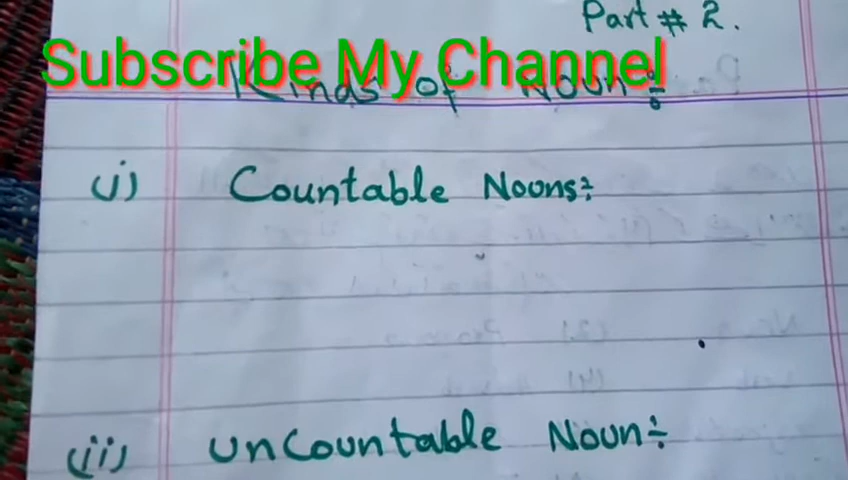 Part # 2.
Subscribe My Channel
Kinds of Noun÷
(i) Countable Nouns÷
(ii) Uncountable Noun÷